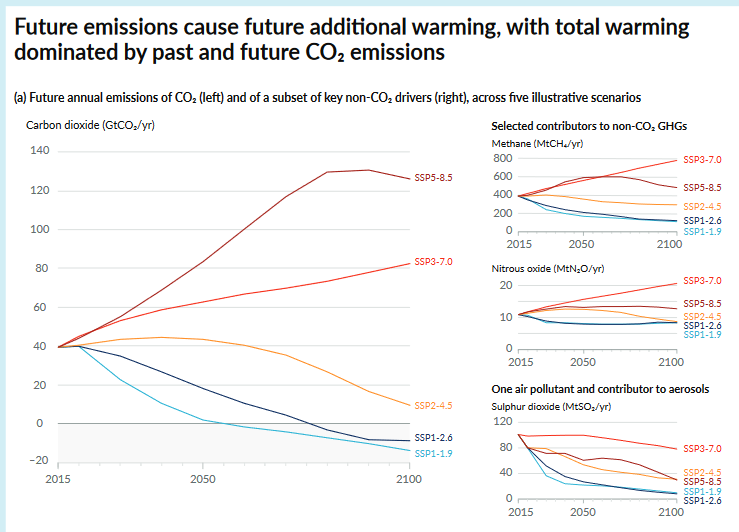 Future emissions cause future additional warming, with total warming
dominated by past and future CO₂ emissions
(a) Future annual emissions of CO₂ (left) and of a subset of key non-CO₂ drivers (right), across five illustrative scenarios
Carbon dioxide (GtCO₂/yr)
140
120
100
80
60
40
20
0
−20
2015
2050
2100
SSP5-8.5
SSP3-7.0
SSP2-4.5
SSP1-2.6
SSP1-1.9
Selected contributors to non-CO₂ GHGs
Methane (MtCH₄/yr)
800
600
400
200
0
2015
2050
2100
SSP3-7.0
SSP5-8.5
SSP2-4.5
SSP1-2.6
SSP1-1.9
Nitrous oxide (MtN₂O/yr)
20
10
0
2015
2050
2100
SSP3-7.0
SSP5-8.5
SSP2-4.5
SSP1-2.6
SSP1-1.9
One air pollutant and contributor to aerosols
Sulphur dioxide (MtSO₂/yr)
120
80
40
0
2015
2050
2100
SSP3-7.0
SSP2-4.5
SSP5-8.5
SSP1-1.9
SSP1-2.6